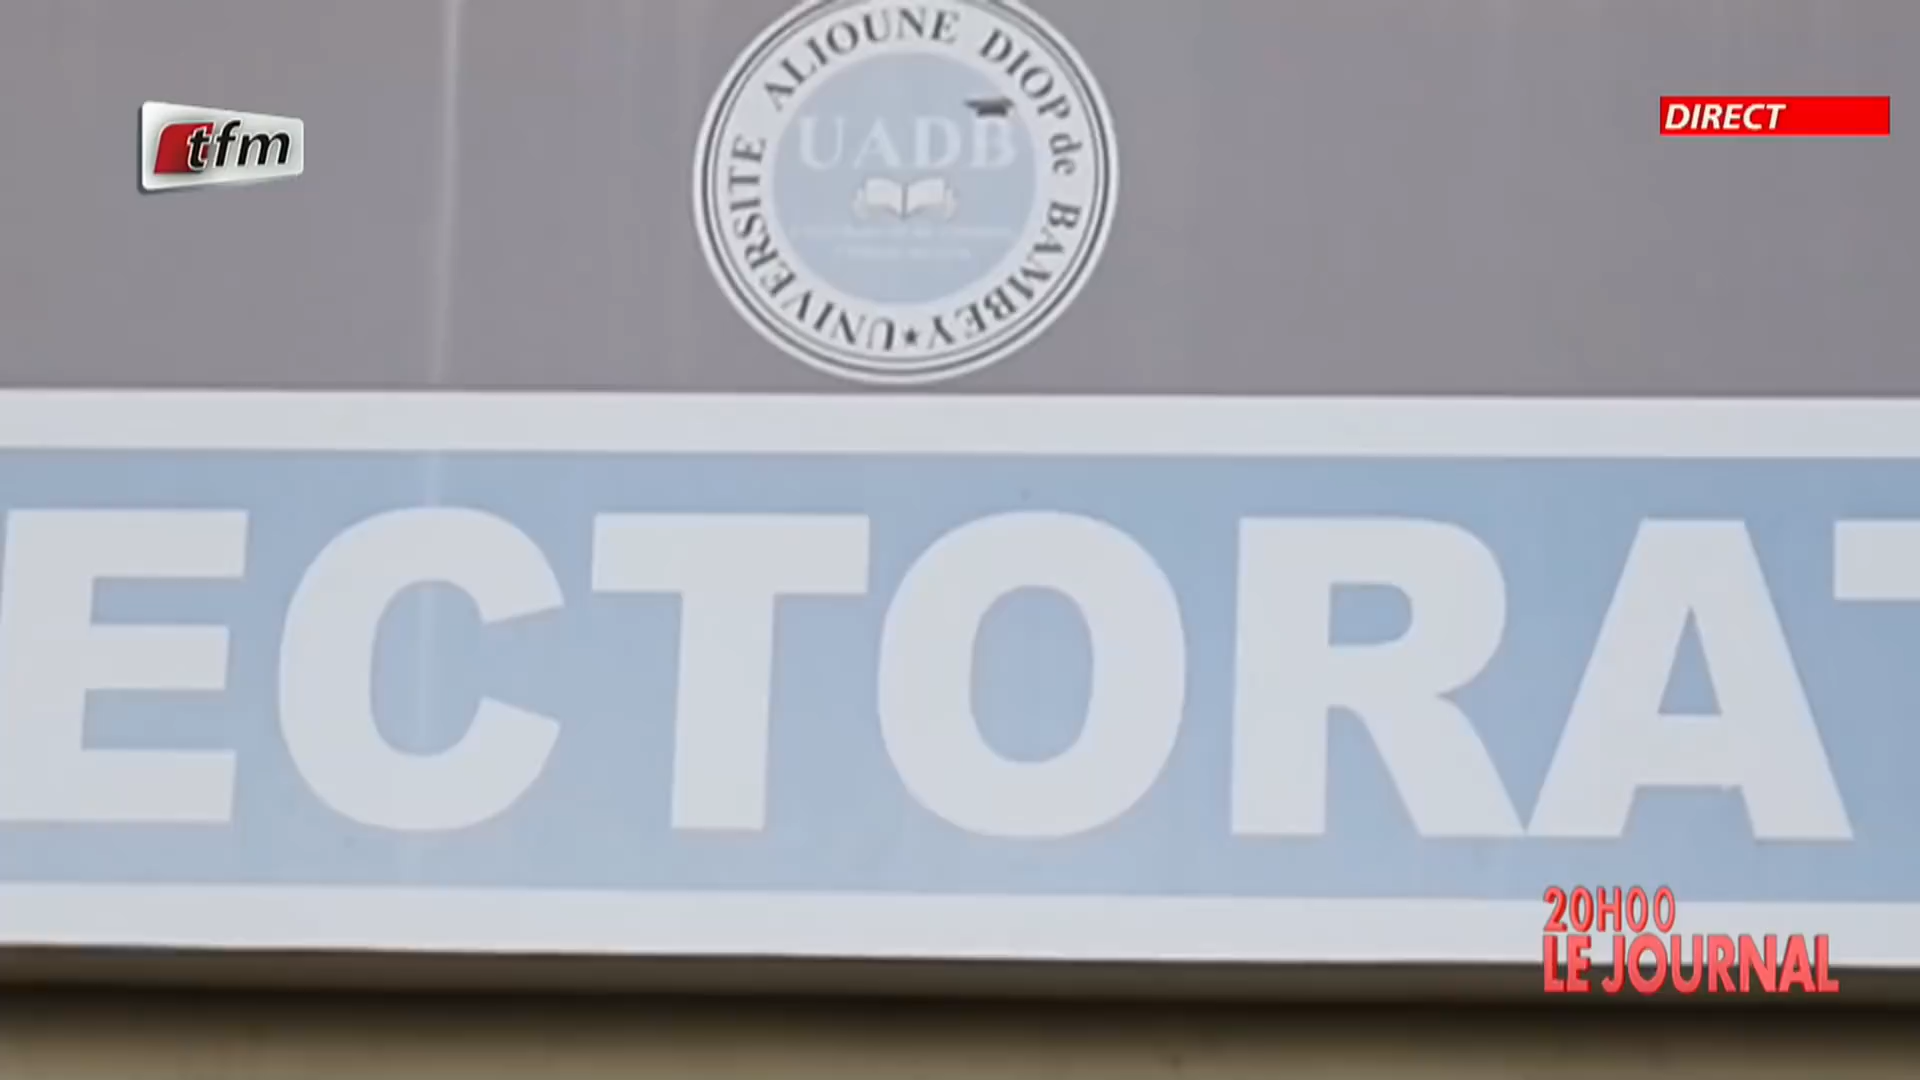 tfm
DIRECT
UNIVERSITE ALIOUNE DIOP de BAMBEY
UADB
ECTORAT
20H00
LE JOURNAL